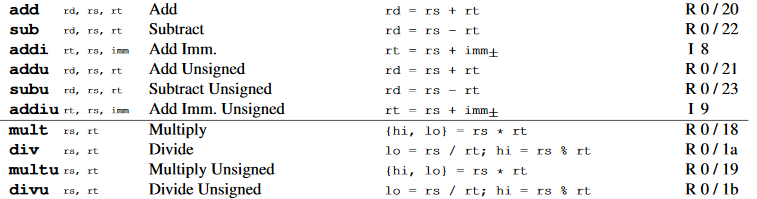 add rd, rs, rt Add rd = rs + rt R 0 / 20
sub rd, rs, rt Subtract rd = rs - rt R 0 / 22
addi rt, rs, imm Add Imm. rt = rs + imm± I 8
addu rd, rs, rt Add Unsigned rd = rs + rt R 0 / 21
subu rd, rs, rt Subtract Unsigned rd = rs - rt R 0 / 23
addiu rt, rs, imm Add Imm. Unsigned rt = rs + imm± I 9
mult rs, rt Multiply {hi, lo} = rs * rt R 0 / 18
div rs, rt Divide lo = rs / rt; hi = rs % rt R 0 / 1a
multu rs, rt Multiply Unsigned {hi, lo} = rs * rt R 0 / 19
divu rs, rt Divide Unsigned lo = rs / rt; hi = rs % rt R 0 / 1b